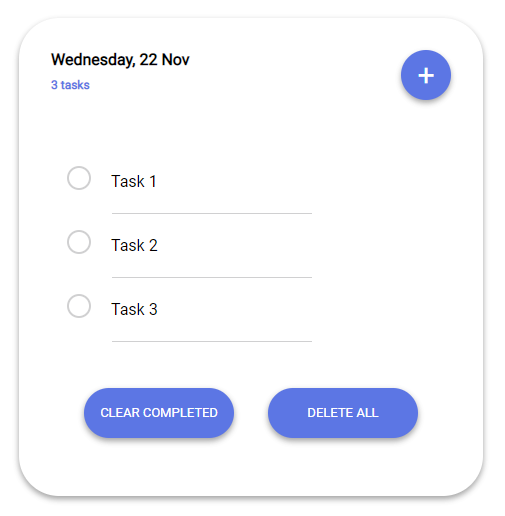 Wednesday, 22 Nov
3 tasks
+
Task 1
Task 2
Task 3
CLEAR COMPLETED
DELETE ALL